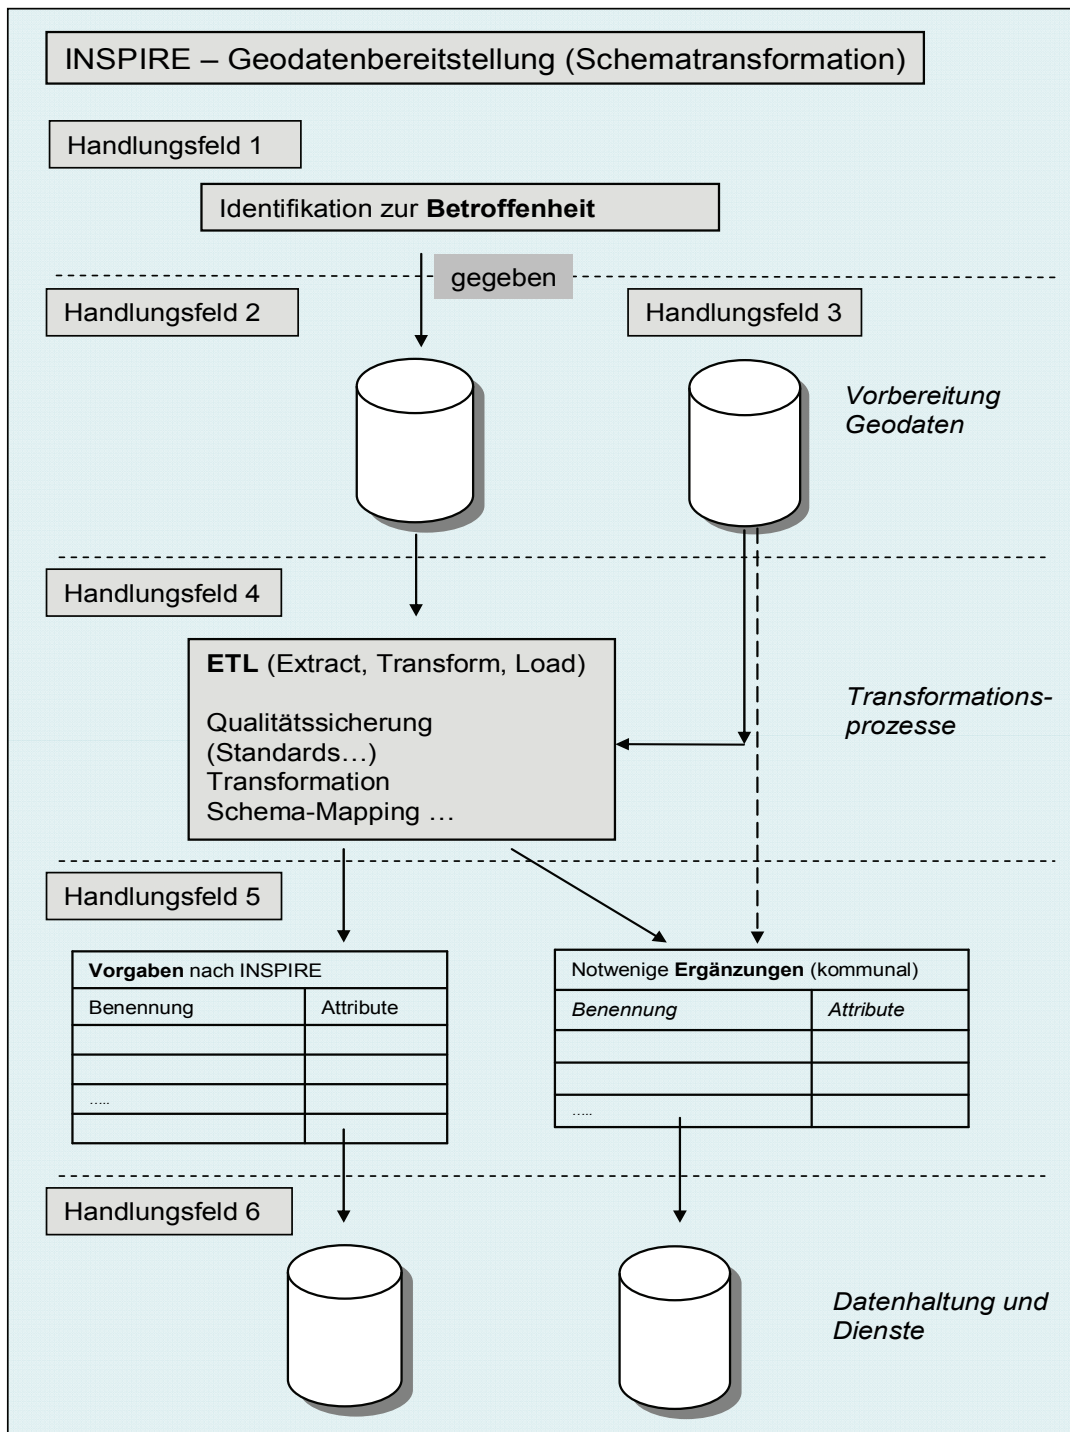 INSPIRE – Geodatenbereitstellung (Schematransformation)
Handlungsfeld 1
Identifikation zur Betroffenheit
gegeben
Handlungsfeld 2
Handlungsfeld 3
Vorbereitung
Geodaten
Handlungsfeld 4
ETL (Extract, Transform, Load)
Qualitätssicherung
(Standards…)
Transformation
Schema-Mapping …
Transformations-
prozesse
Handlungsfeld 5
Vorgaben nach INSPIRE
Benennung Attribute
…..
Notwenige Ergänzungen (kommunal)
Benennung Attribute
…..
Handlungsfeld 6
Datenhaltung und
Dienste